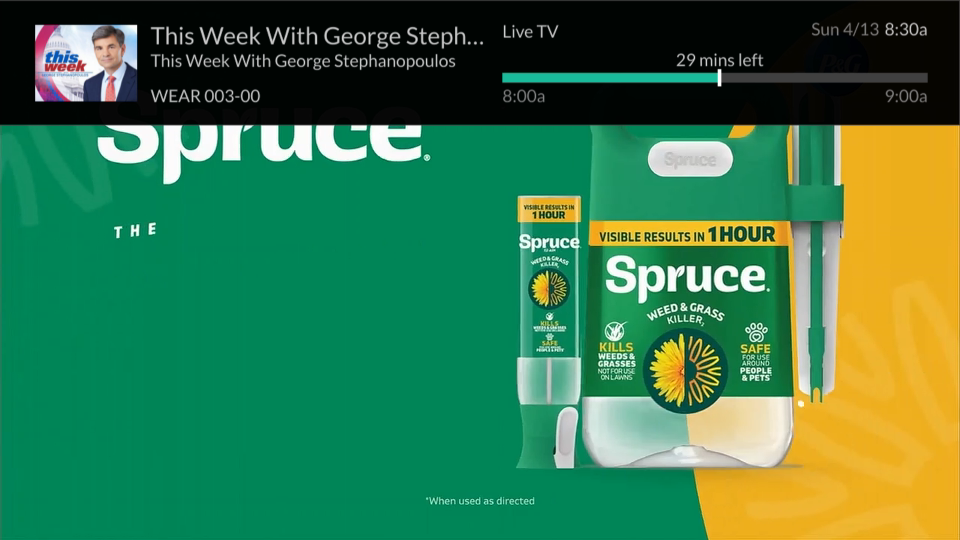 This Week With George Steph...
This Week With George Stephanopoulos
WEAR 003-00
this
week
Live TV
Sun 4/13 8:30a
29 mins left
8:00a
9:00a
Spruce®
THE
Spruce
VISIBLE RESULTS IN
1 HOUR
Spruce
WEED & GRASS
KILLER
KILLS
SAFE
PEOPLE & PETS
VISIBLE RESULTS IN 1 HOUR
Spruce®
WEED & GRASS
KILLER
KILLS
WEEDS &
GRASSES
NOT FOR USE
ON LAWNS
SAFE
FOR USE
AROUND
PEOPLE
& PETS*
*When used as directed